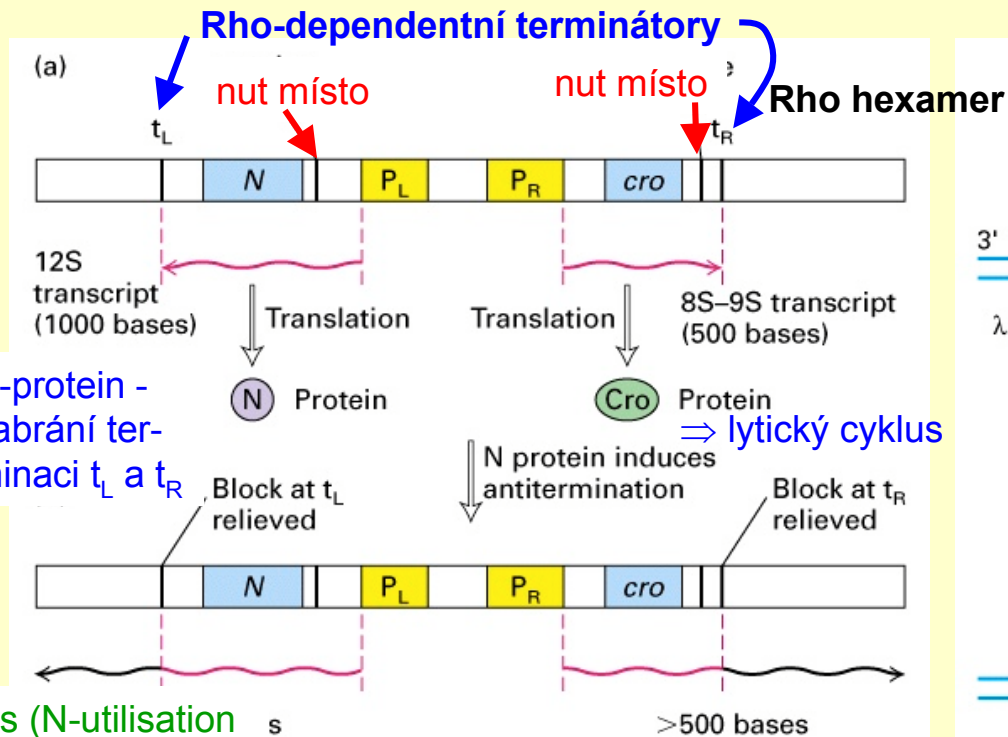 Rho-dependentní terminátory
(a)
nut místo
nut místo
e
Rho hexamer
t_L
t_R
N
P_L
P_R
cro
3'
λ
12S
transcript
(1000 bases)
Translation
Translation
8S–9S transcript
(500 bases)
-protein -
N Protein
Cro Protein
abrání ter-
⇒ lytický cyklus
inaci t_L a t_R
N protein induces
antitermination
Block at t_L
relieved
Block at t_R
relieved
N
P_L
P_R
cro
s (N-utilisation
s
>500 bases